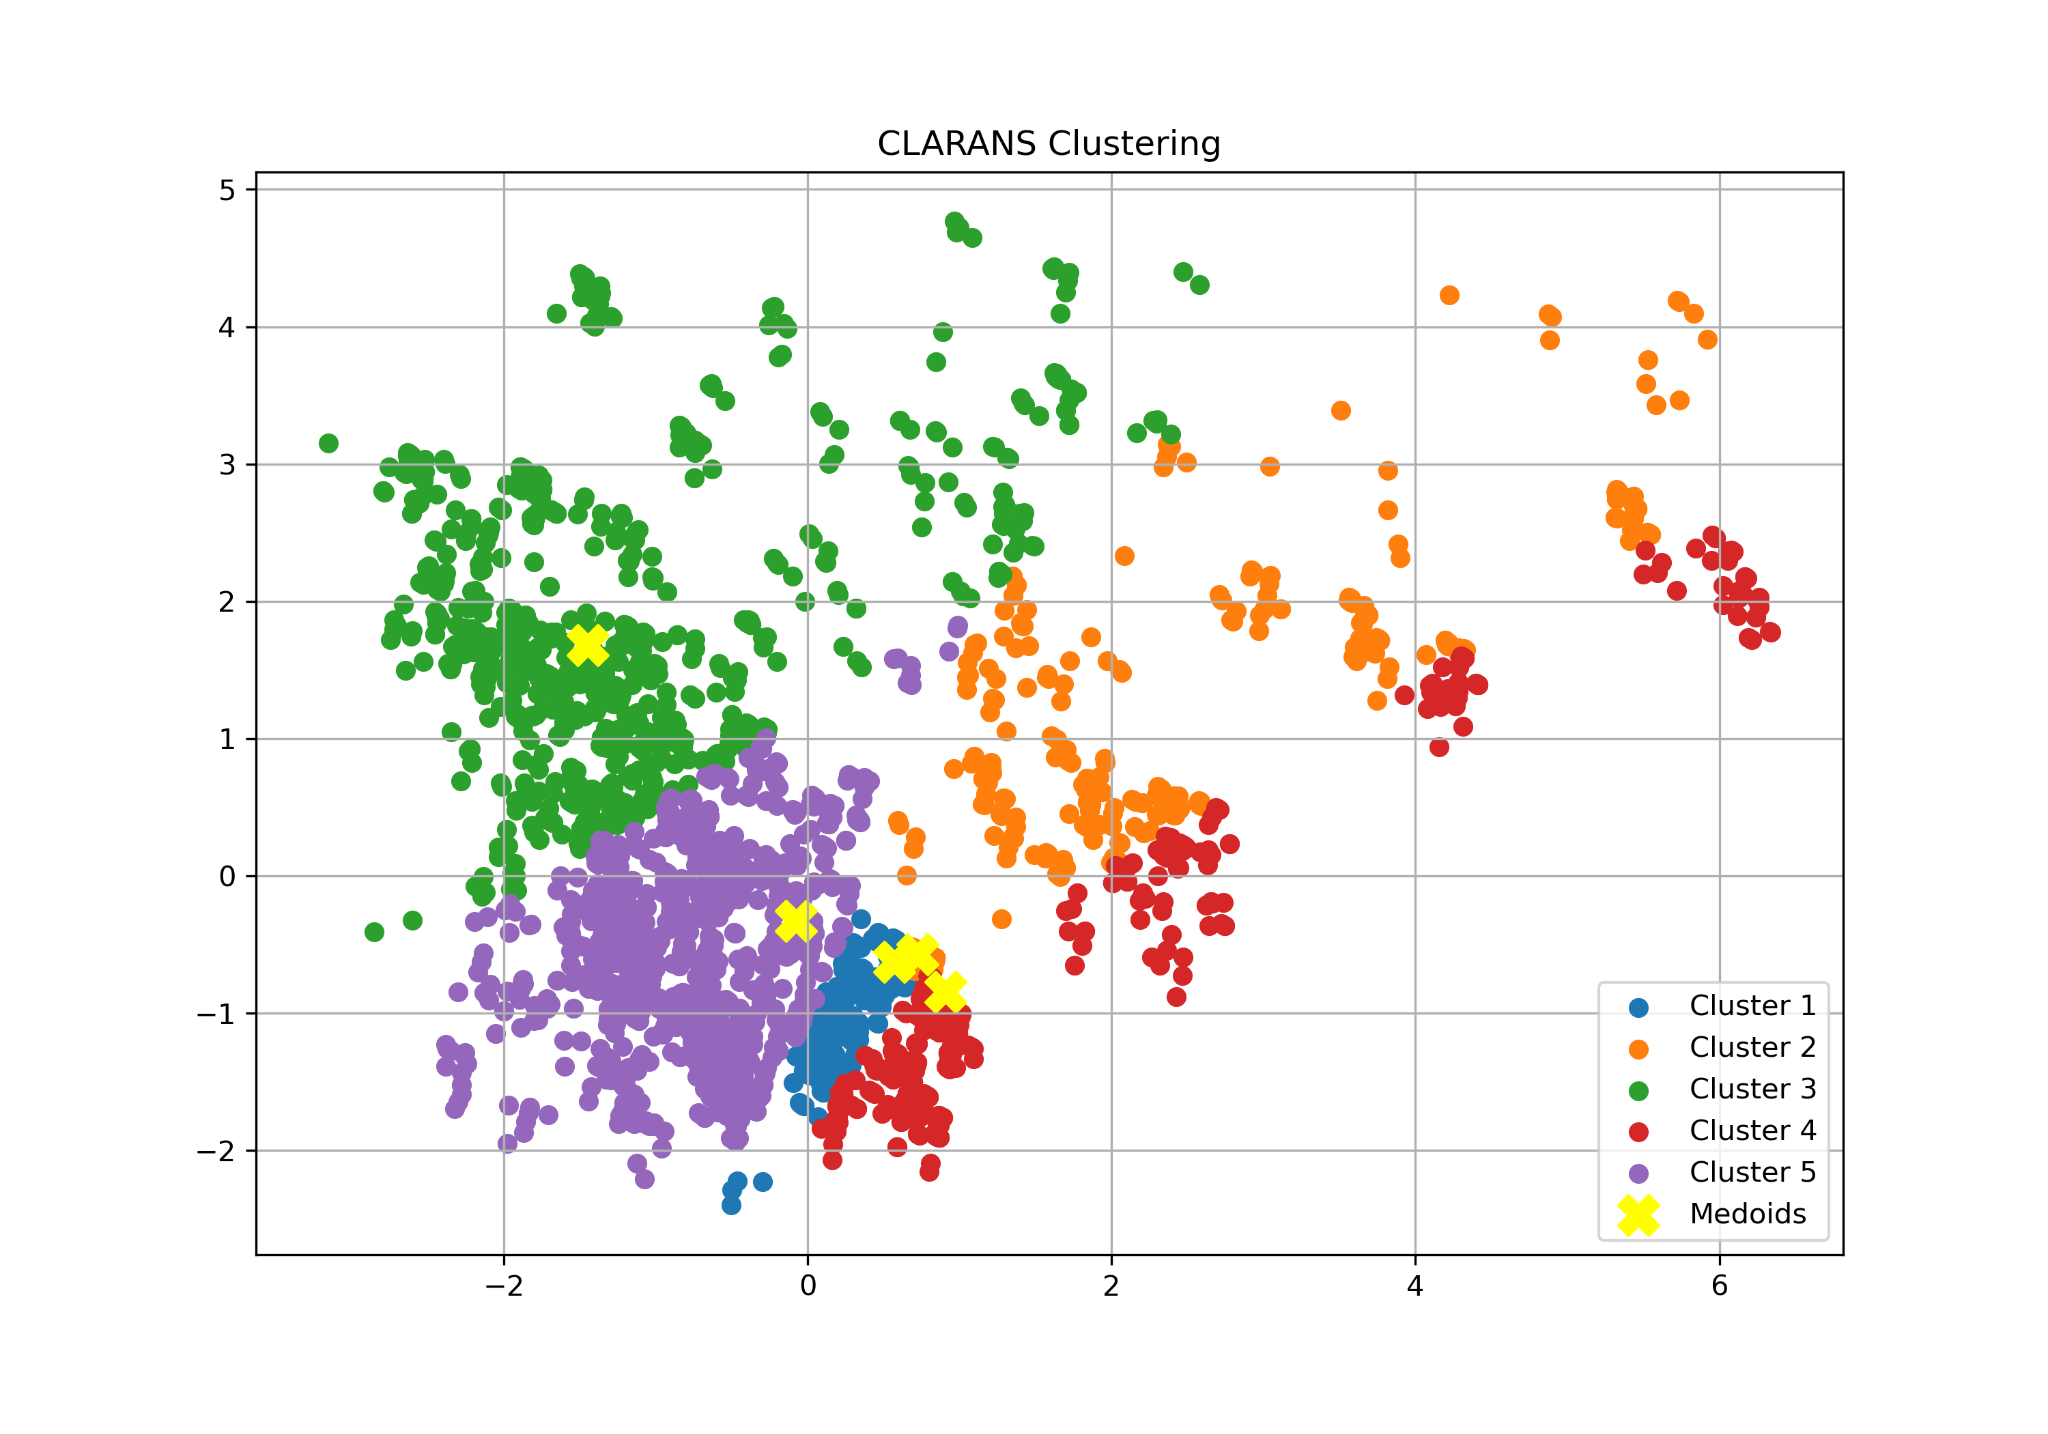 CLARANS Clustering
5
4
3
2
1
0
−1
−2
−2 0 2 4 6
Cluster 1
Cluster 2
Cluster 3
Cluster 4
Cluster 5
Medoids